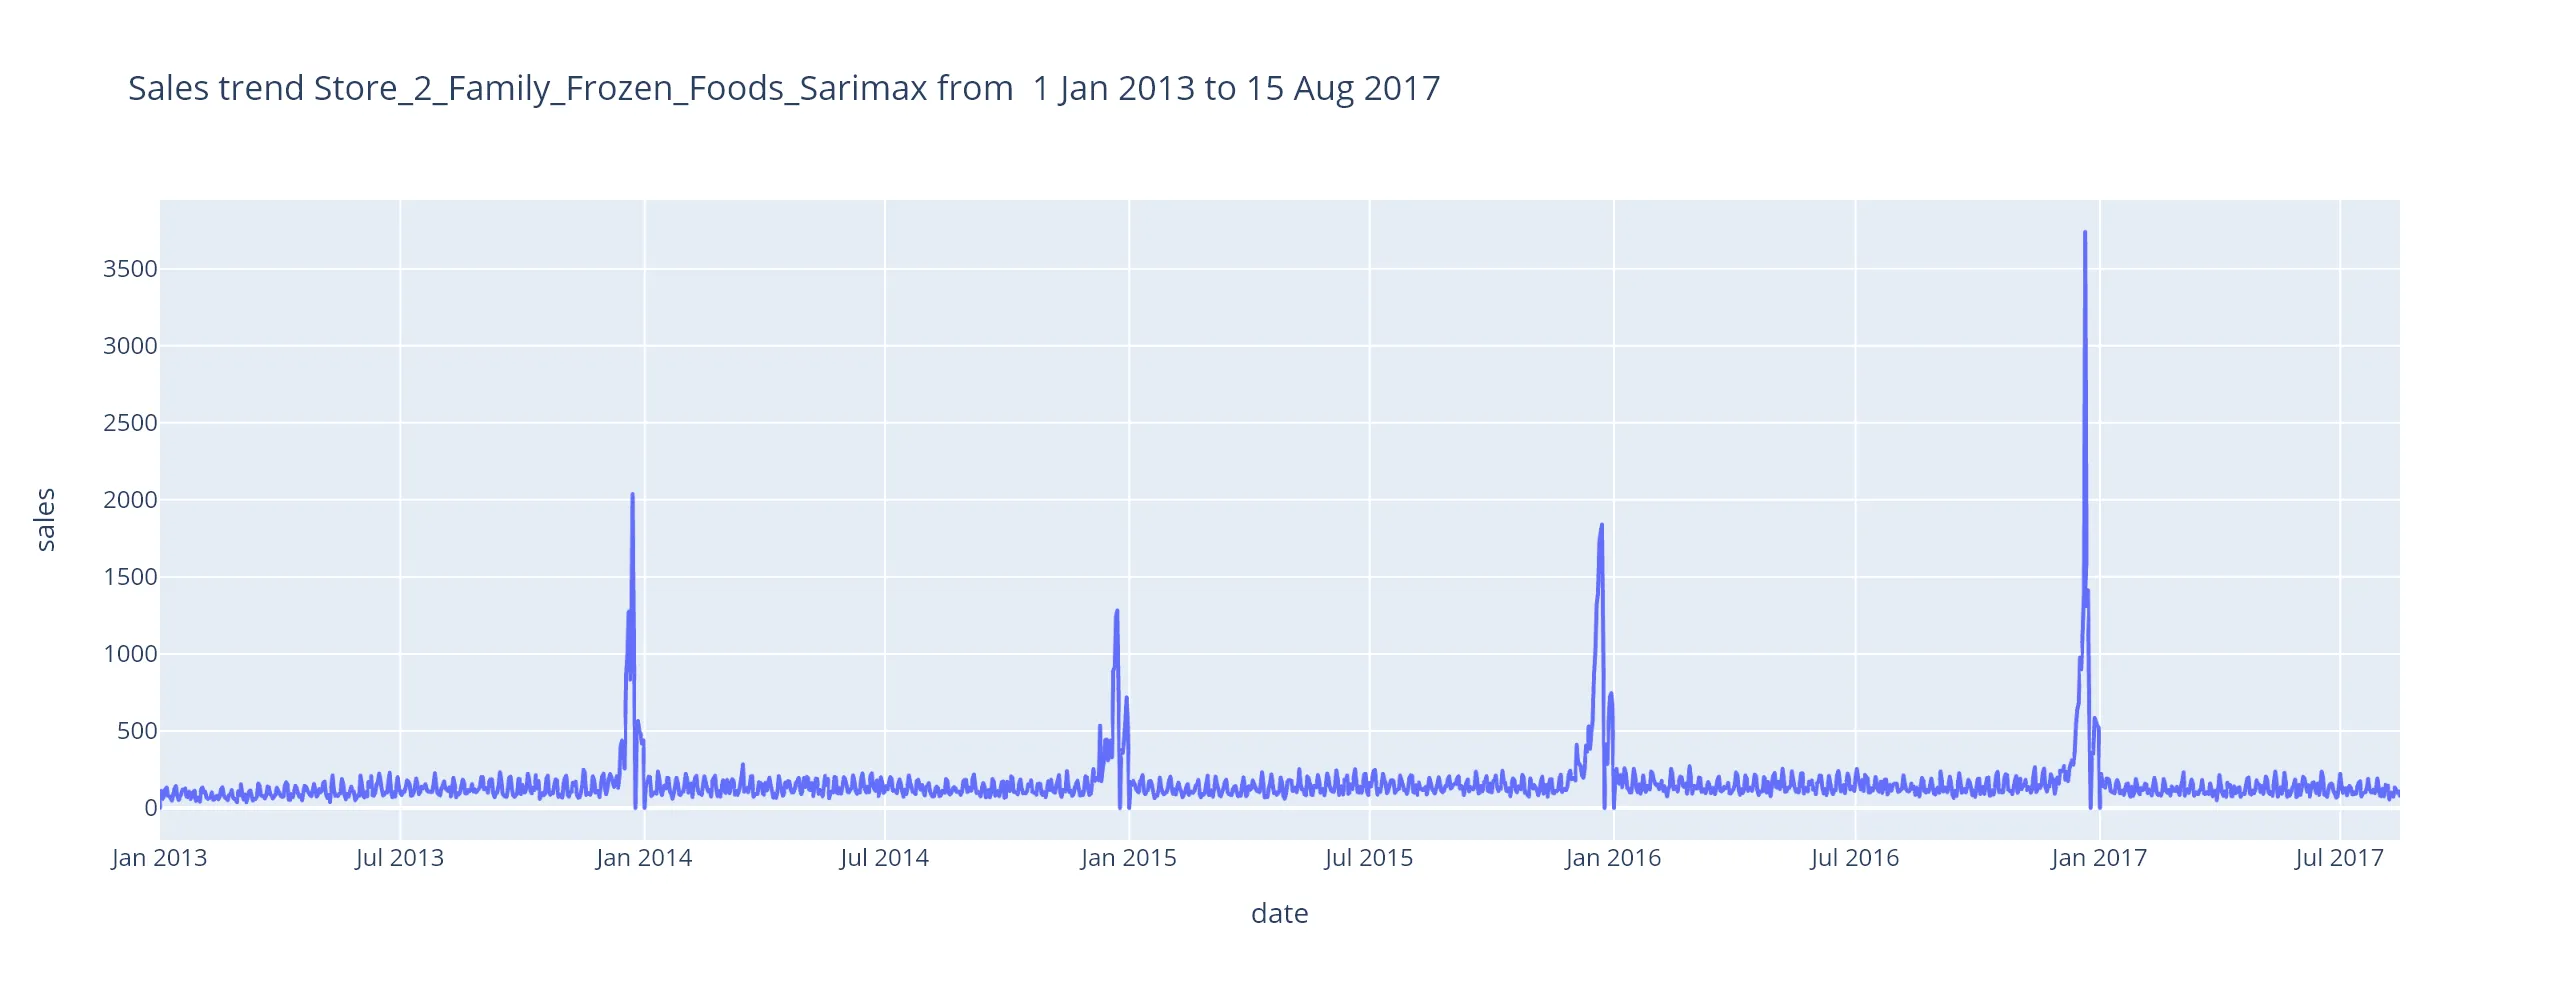 Sales trend Store_2_Family_Frozen_Foods_Sarimax from  1 Jan 2013 to 15 Aug 2017
3500
3000
2500
2000
1500
1000
500
0
sales
Jan 2013 Jul 2013 Jan 2014 Jul 2014 Jan 2015 Jul 2015 Jan 2016 Jul 2016 Jan 2017 Jul 2017
date